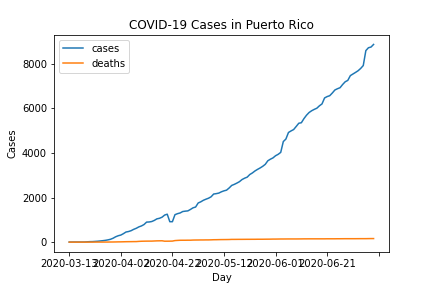 COVID-19 Cases in Puerto Rico
cases
deaths
8000
6000
4000
2000
0
Cases
2020-03-13
2020-04-02
2020-04-22
2020-05-12
2020-06-01
2020-06-21
Day